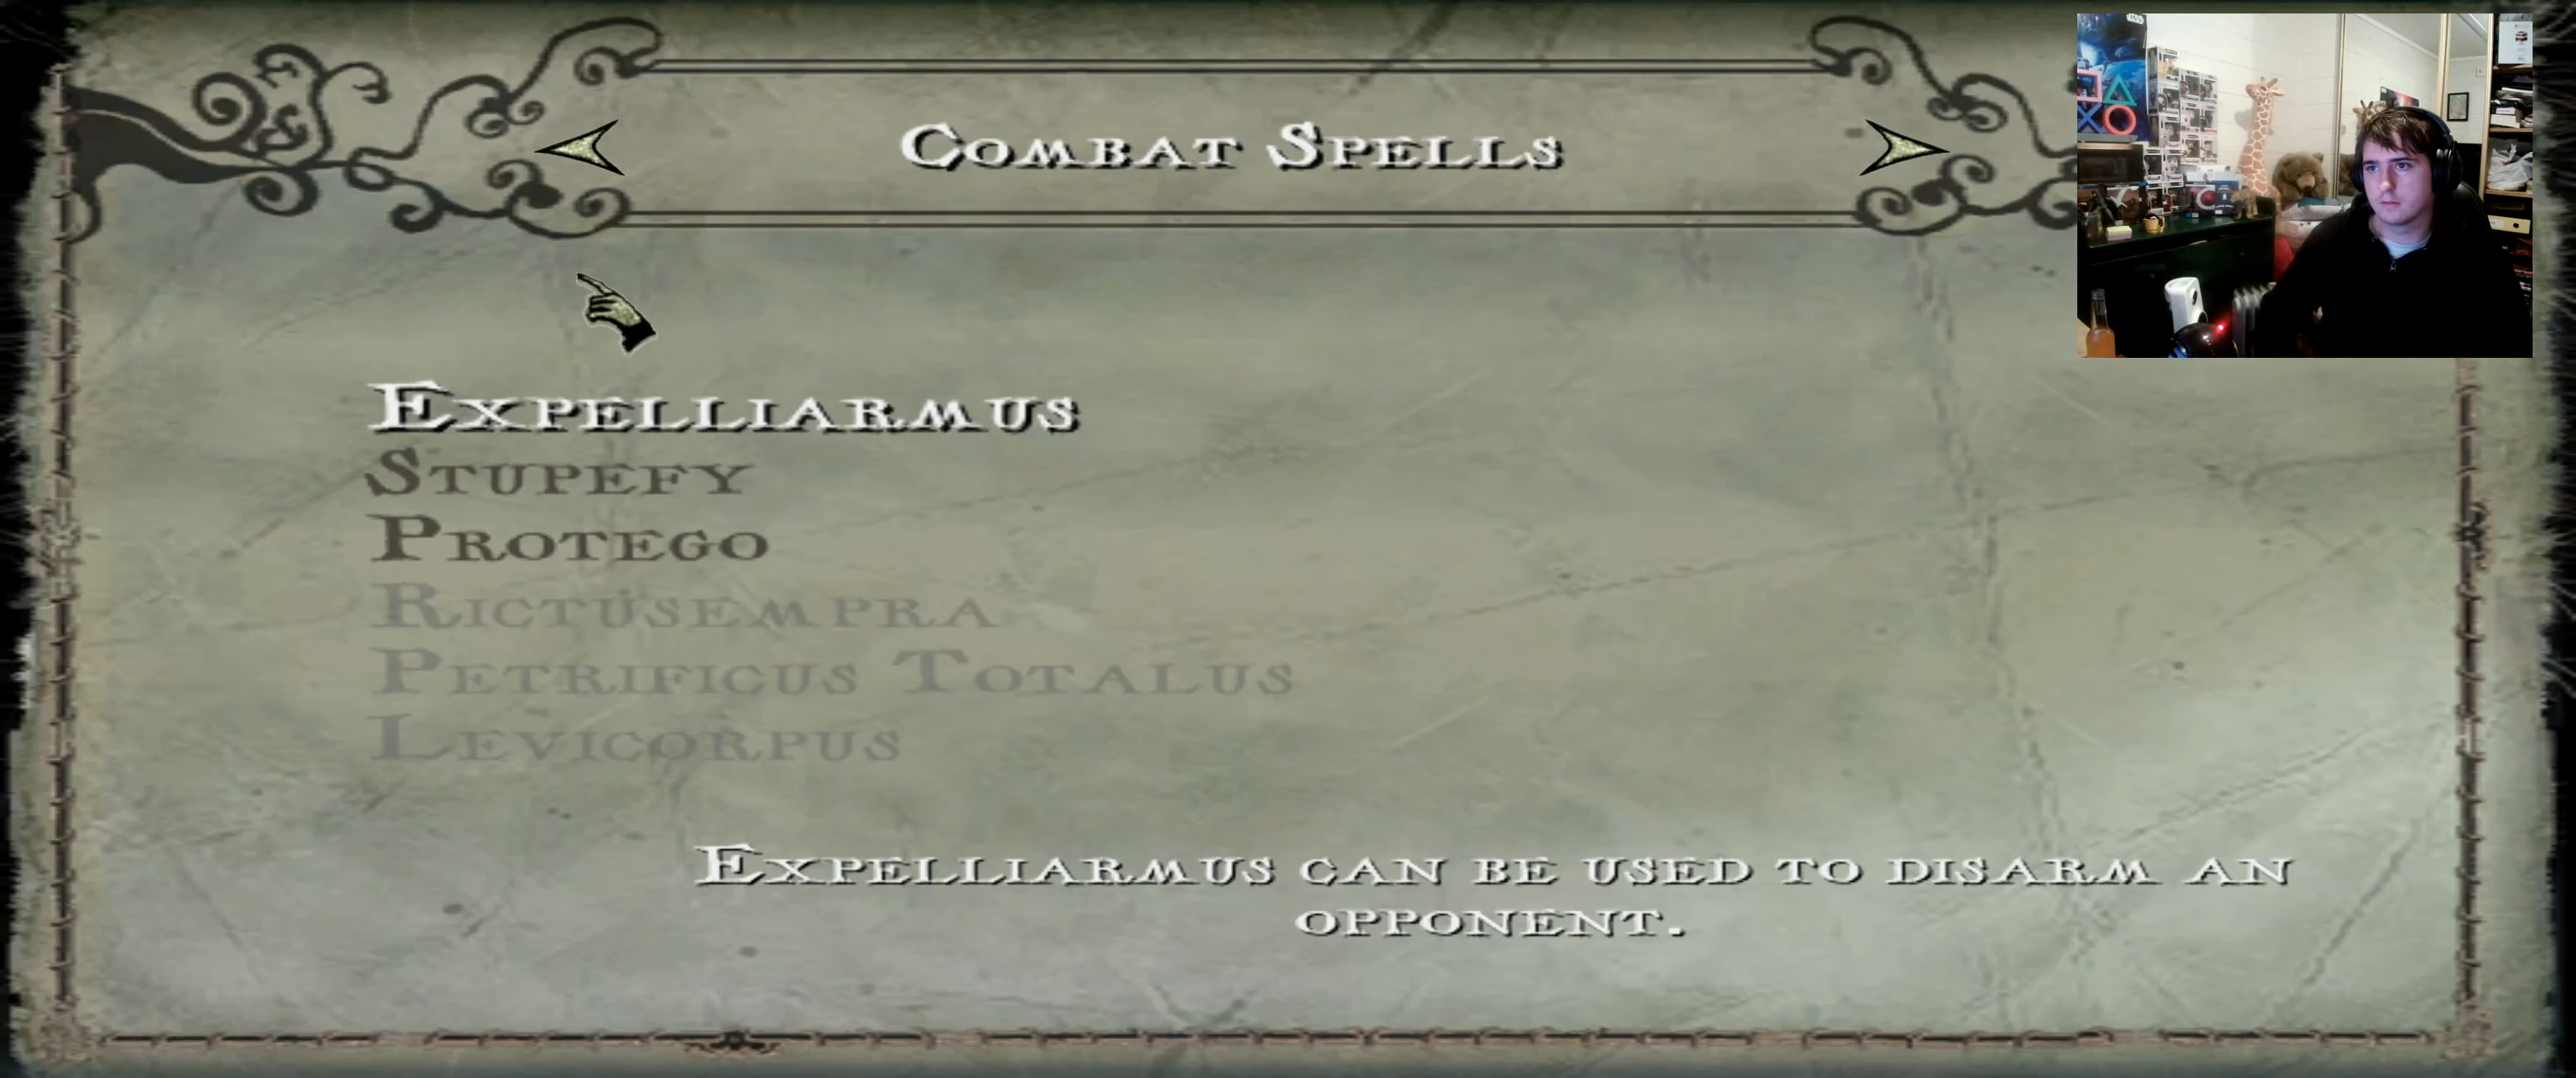 Combat Spells
Expelliarmus
Stupefy
Protego
Rictusempra
Petrificus Totalus
Levicorpus
Expelliarmus can be used to disarm an
opponent.